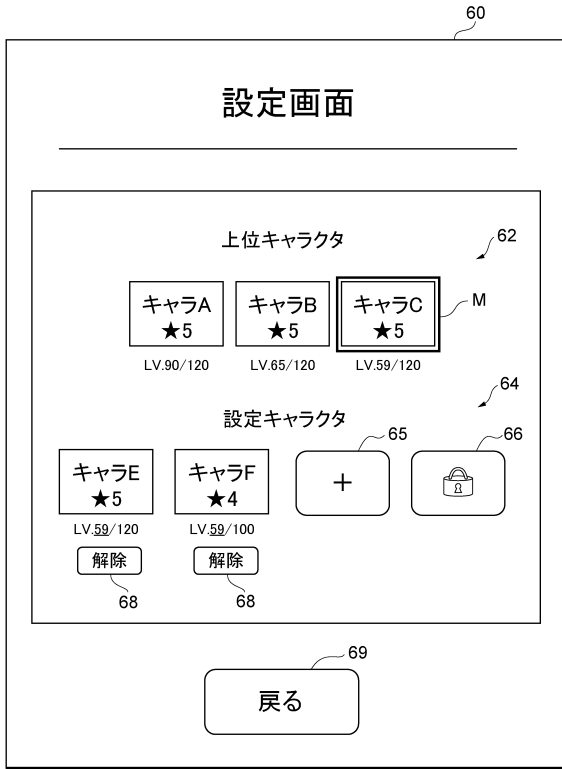 60
設定画面
上位キャラクタ
62
キャラA
★5
キャラB
★5
キャラC
★5
M
LV.90/120
LV.65/120
LV.59/120
64
設定キャラクタ
65
66
キャラE
★5
キャラF
★4
+
LV.59/120
LV.59/100
解除
解除
68
68
69
戻る